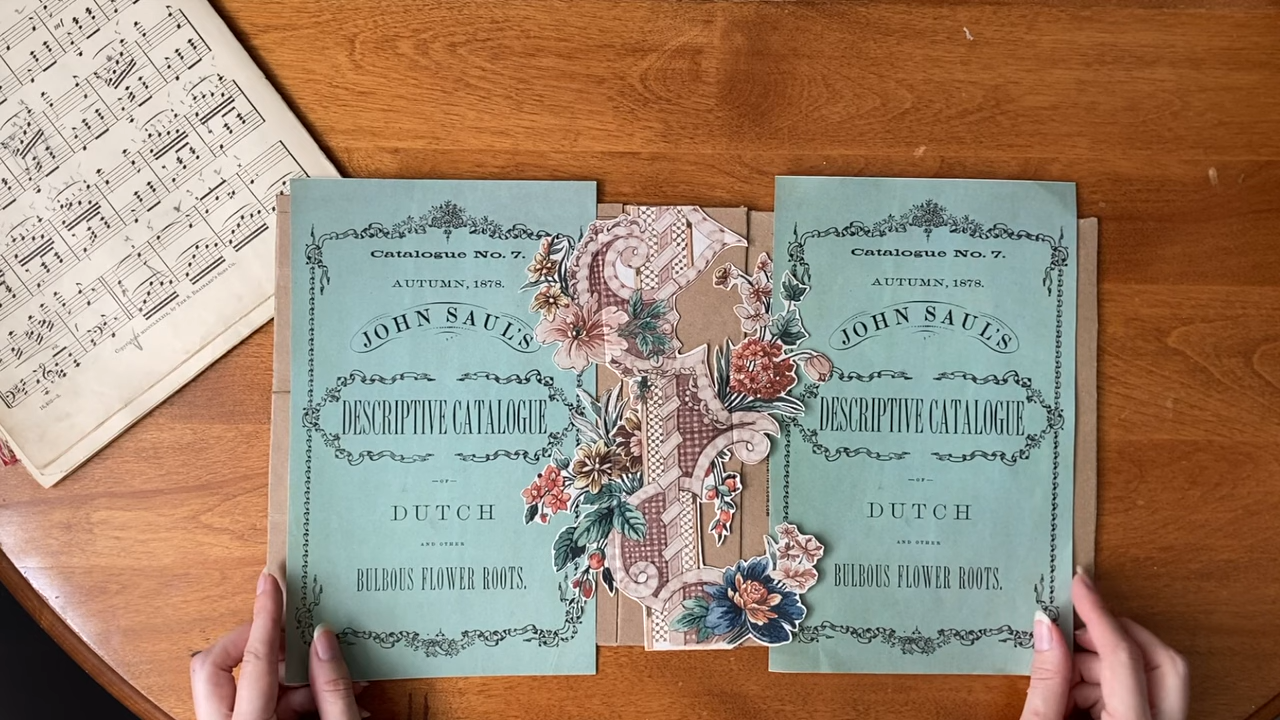 Catalogue No. 7.
AUTUMN, 1878.
JOHN SAUL'S
DESCRIPTIVE CATALOGUE
—OF—
DUTCH
AND OTHER
BULBOUS FLOWER ROOTS.
Catalogue No. 7.
AUTUMN, 1878.
JOHN SAUL'S
DESCRIPTIVE CATALOGUE
—OF—
DUTCH
AND OTHER
BULBOUS FLOWER ROOTS.